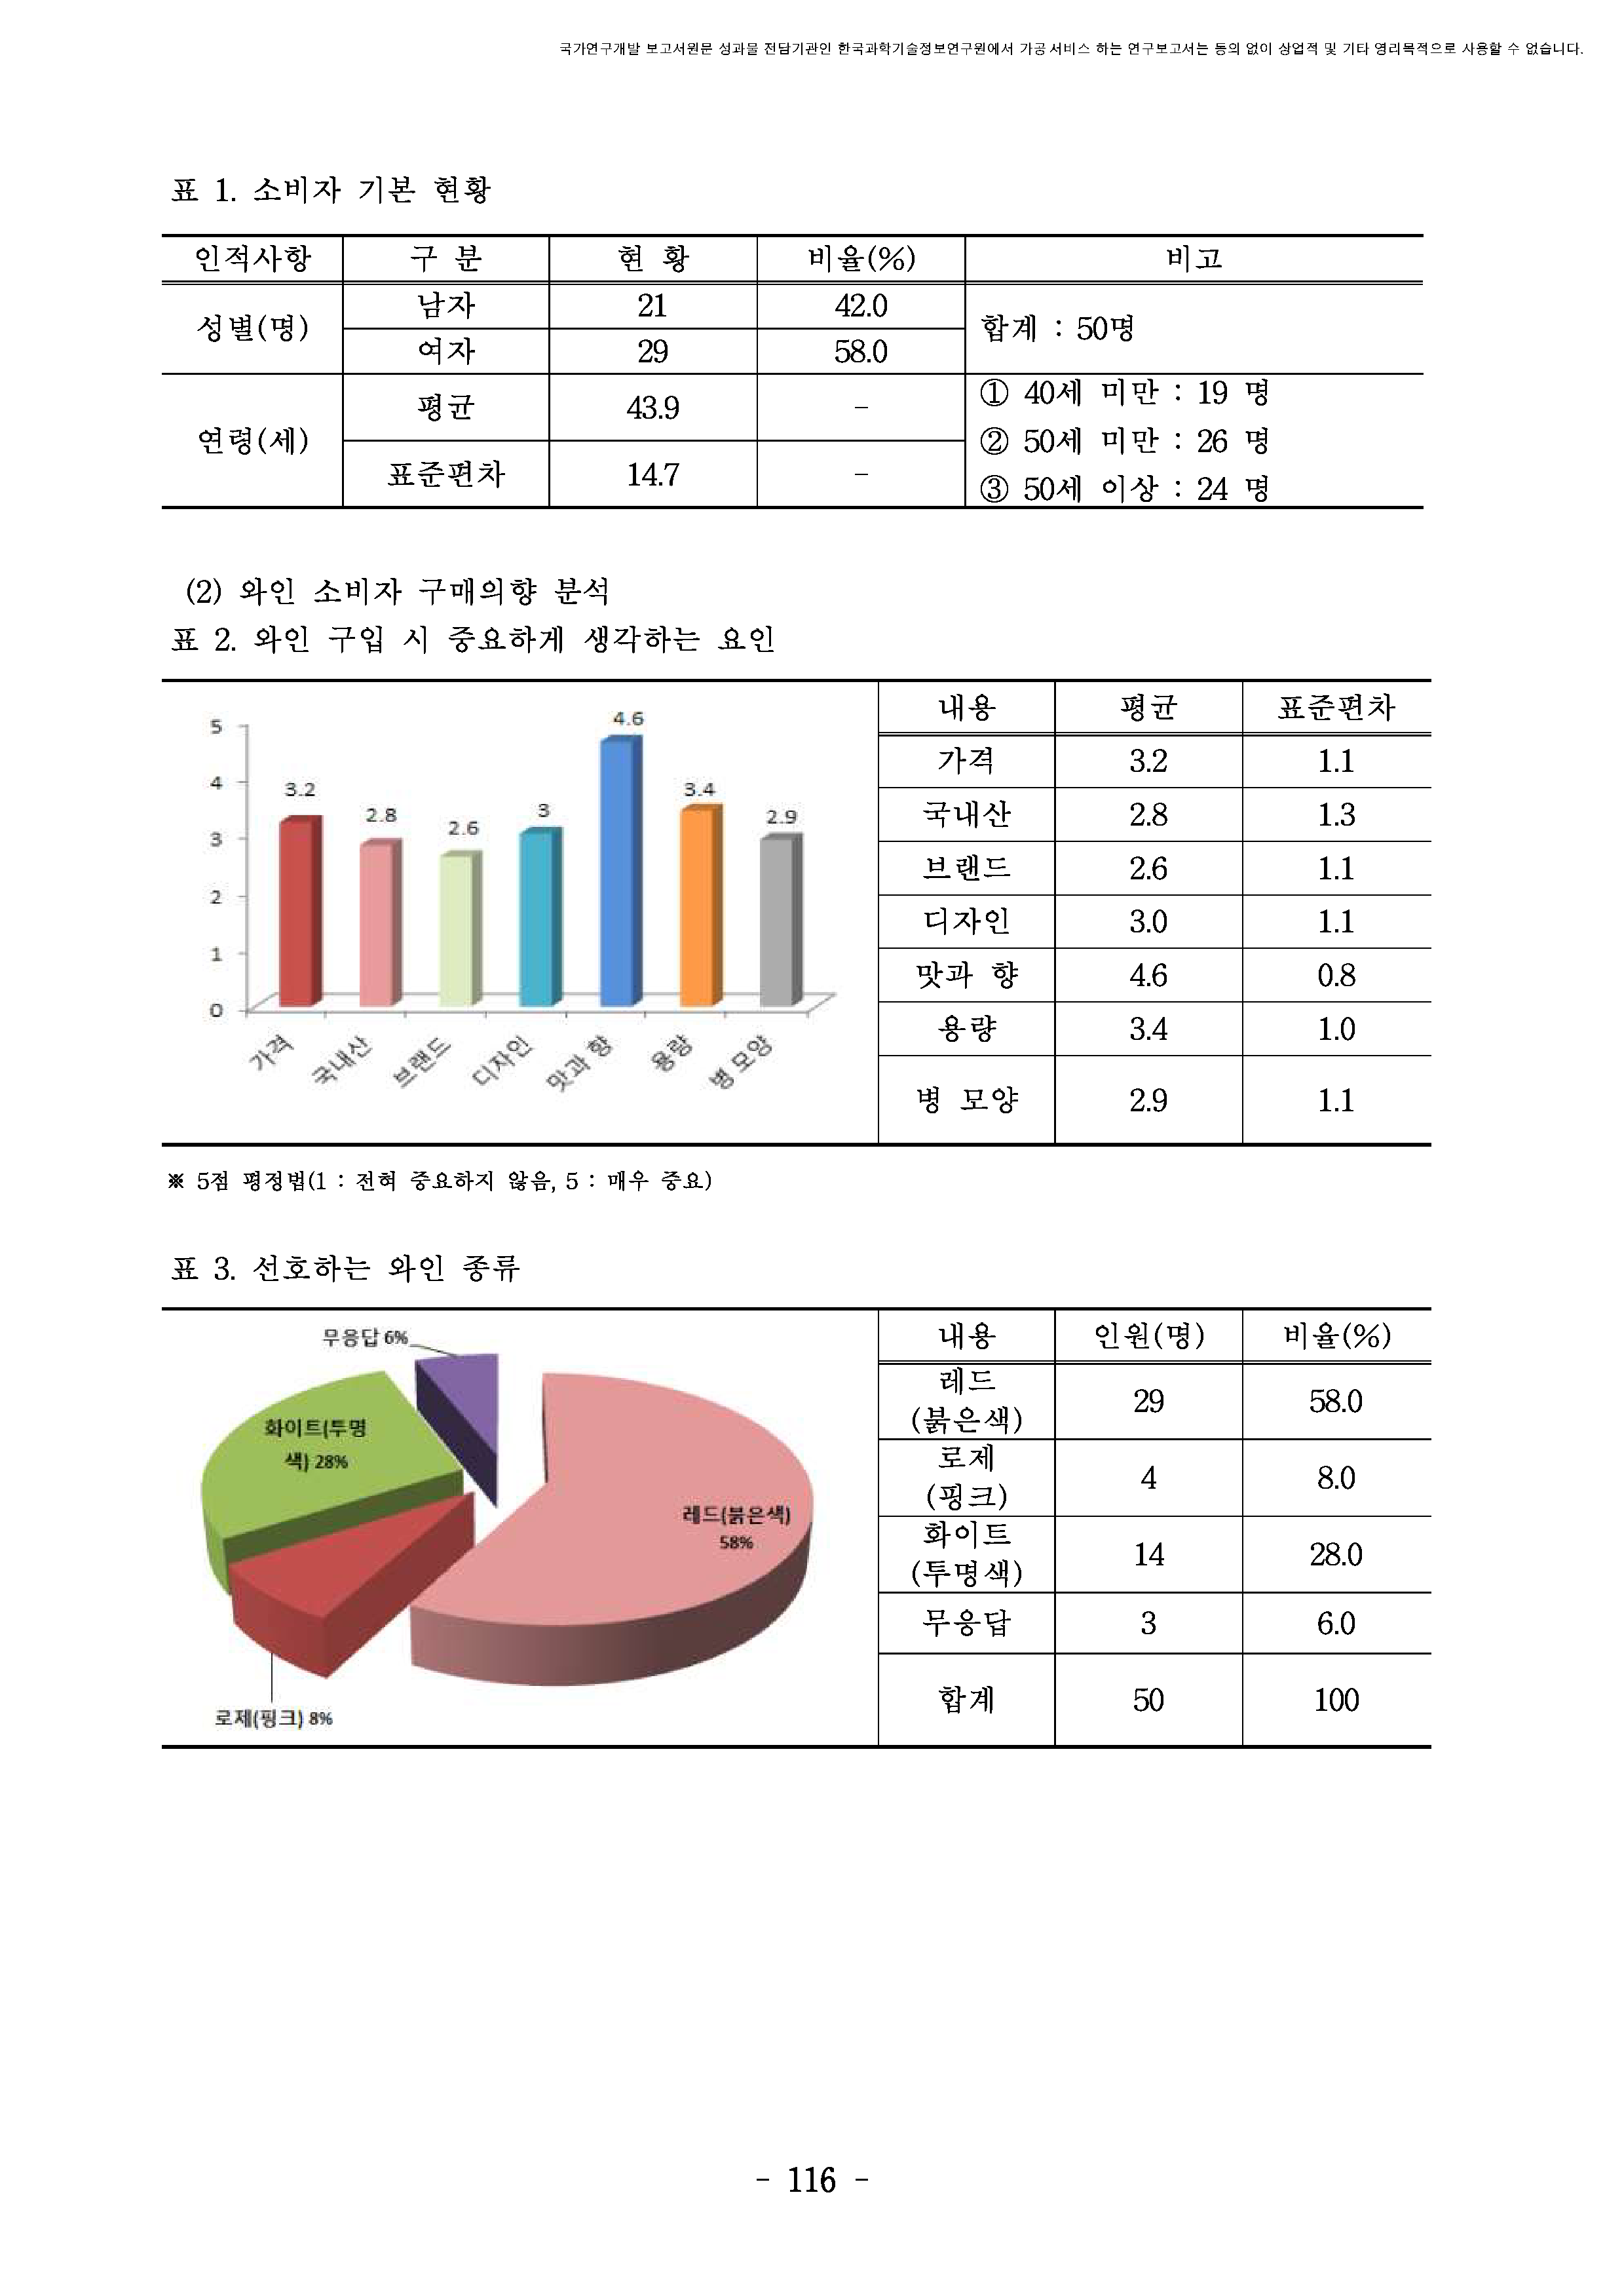 국가연구개발 보고서원문 성과물 전담기관인 한국과학기술정보연구원에서 가공·서비스 하는 연구보고서는 동의 없이 상업적 및 기타 영리목적으로 사용할 수 없습니다.
표 1. 소비자 기본 현황
인적사항 구 분 현 황 비율(%) 비고
성별(명) 남자 21 42.0 합계 : 50명
여자 29 58.0
연령(세) 평균 43.9 - ① 40세 미만 : 19 명
② 50세 미만 : 26 명
표준편차 14.7 - ③ 50세 이상 : 24 명
(2) 와인 소비자 구매의향 분석
표 2. 와인 구입 시 중요하게 생각하는 요인
5
4
3
2
1
0
3.2
2.8
2.6
3
4.6
3.4
2.9
가격
국내산
브랜드
디자인
맛과 향
용량
병 모양
내용 평균 표준편차
가격 3.2 1.1
국내산 2.8 1.3
브랜드 2.6 1.1
디자인 3.0 1.1
맛과 향 4.6 0.8
용량 3.4 1.0
병 모양 2.9 1.1
※ 5점 평정법(1 : 전혀 중요하지 않음, 5 : 매우 중요)
표 3. 선호하는 와인 종류
무응답 6%
화이트(투명
색) 28%
레드(붉은색)
58%
로제(핑크) 8%
내용 인원(명) 비율(%)
레드
(붉은색) 29 58.0
로제
(핑크) 4 8.0
화이트
(투명색) 14 28.0
무응답 3 6.0
합계 50 100
- 116 -